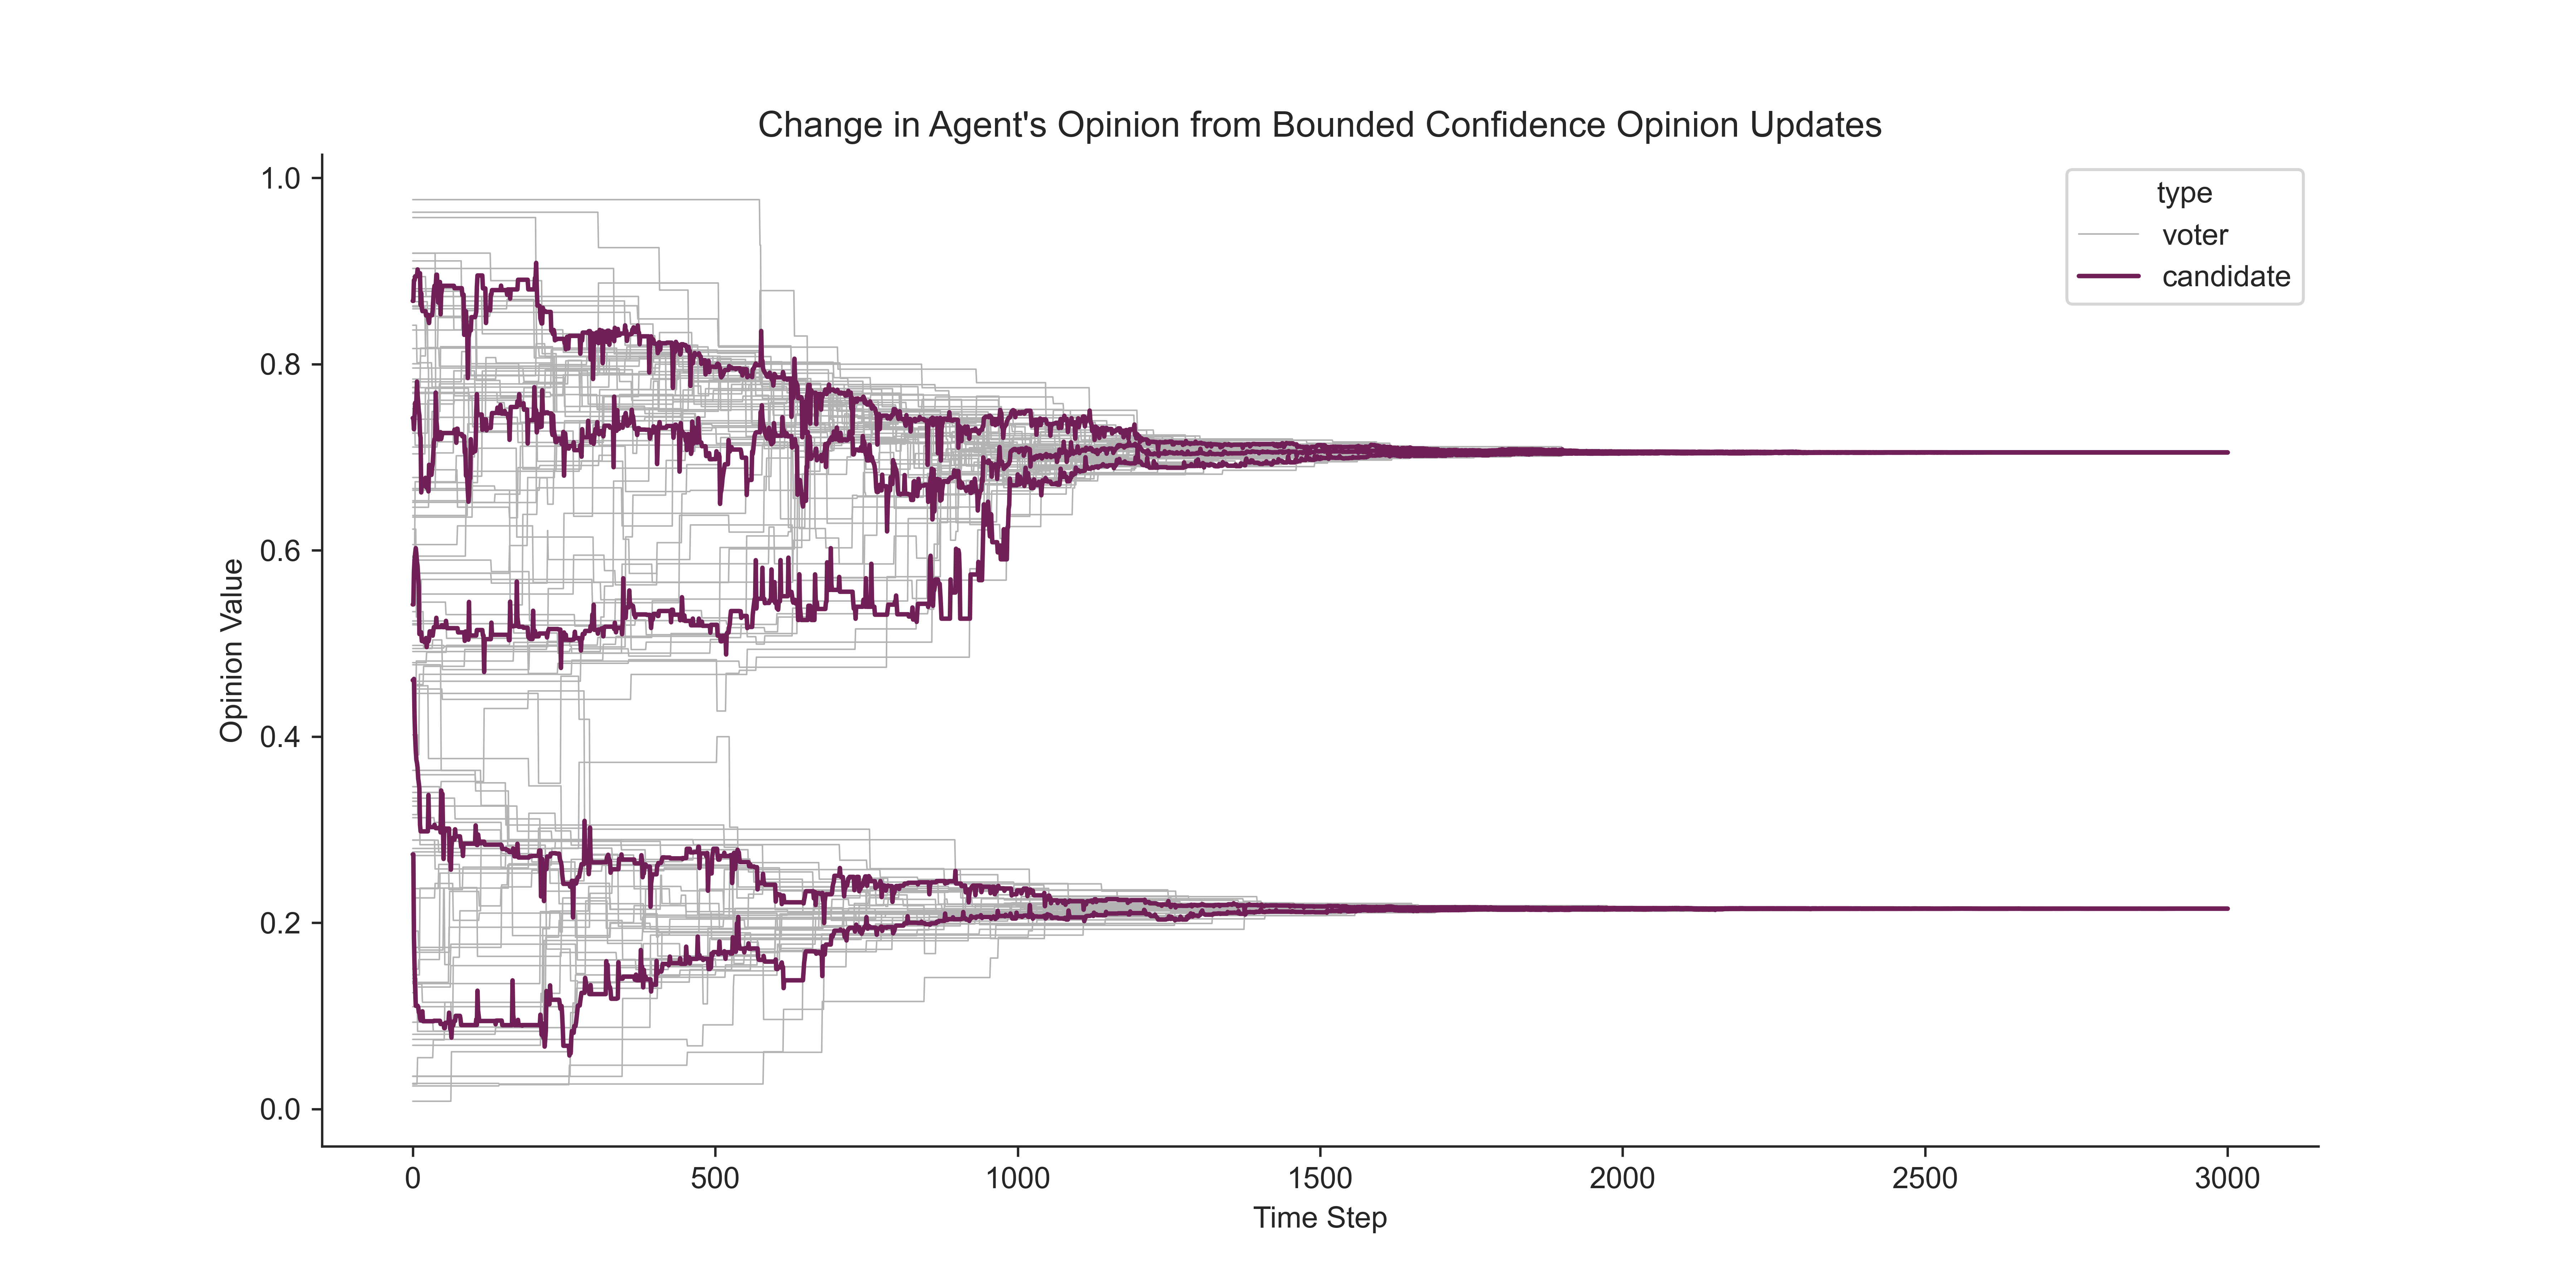 Change in Agent's Opinion from Bounded Confidence Opinion Updates
type
voter
candidate
Opinion Value
1.0
0.8
0.6
0.4
0.2
0.0
0 500 1000 1500 2000 2500 3000
Time Step